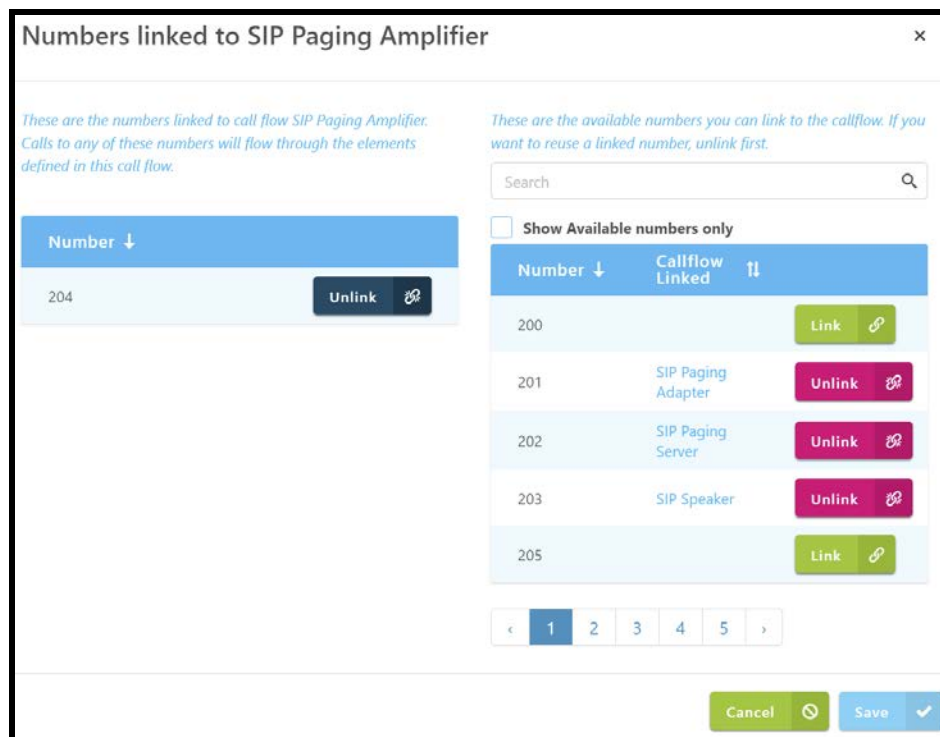 Numbers linked to SIP Paging Amplifier
×
These are the numbers linked to call flow SIP Paging Amplifier.
Calls to any of these numbers will flow through the elements
defined in this call flow.
Number ↓
204 Unlink
These are the available numbers you can link to the callflow. If you
want to reuse a linked number, unlink first.
Search
Show Available numbers only
Number ↓ Callflow
Linked
200 Link
201 SIP Paging
Adapter Unlink
202 SIP Paging
Server Unlink
203 SIP Speaker Unlink
205 Link
‹ 1 2 3 4 5 ›
Cancel Save